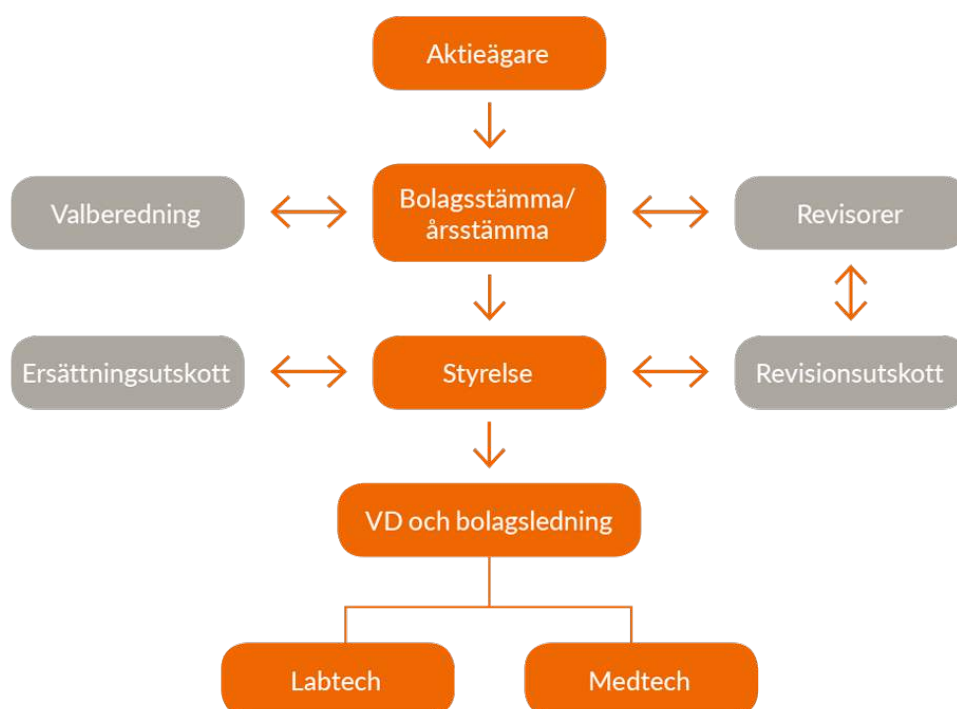 Aktieägare
Valberedning
Bolagsstämma/
årsstämma
Revisorer
Ersättningsutskott
Styrelse
Revisionsutskott
VD och bolagsledning
Labtech
Medtech